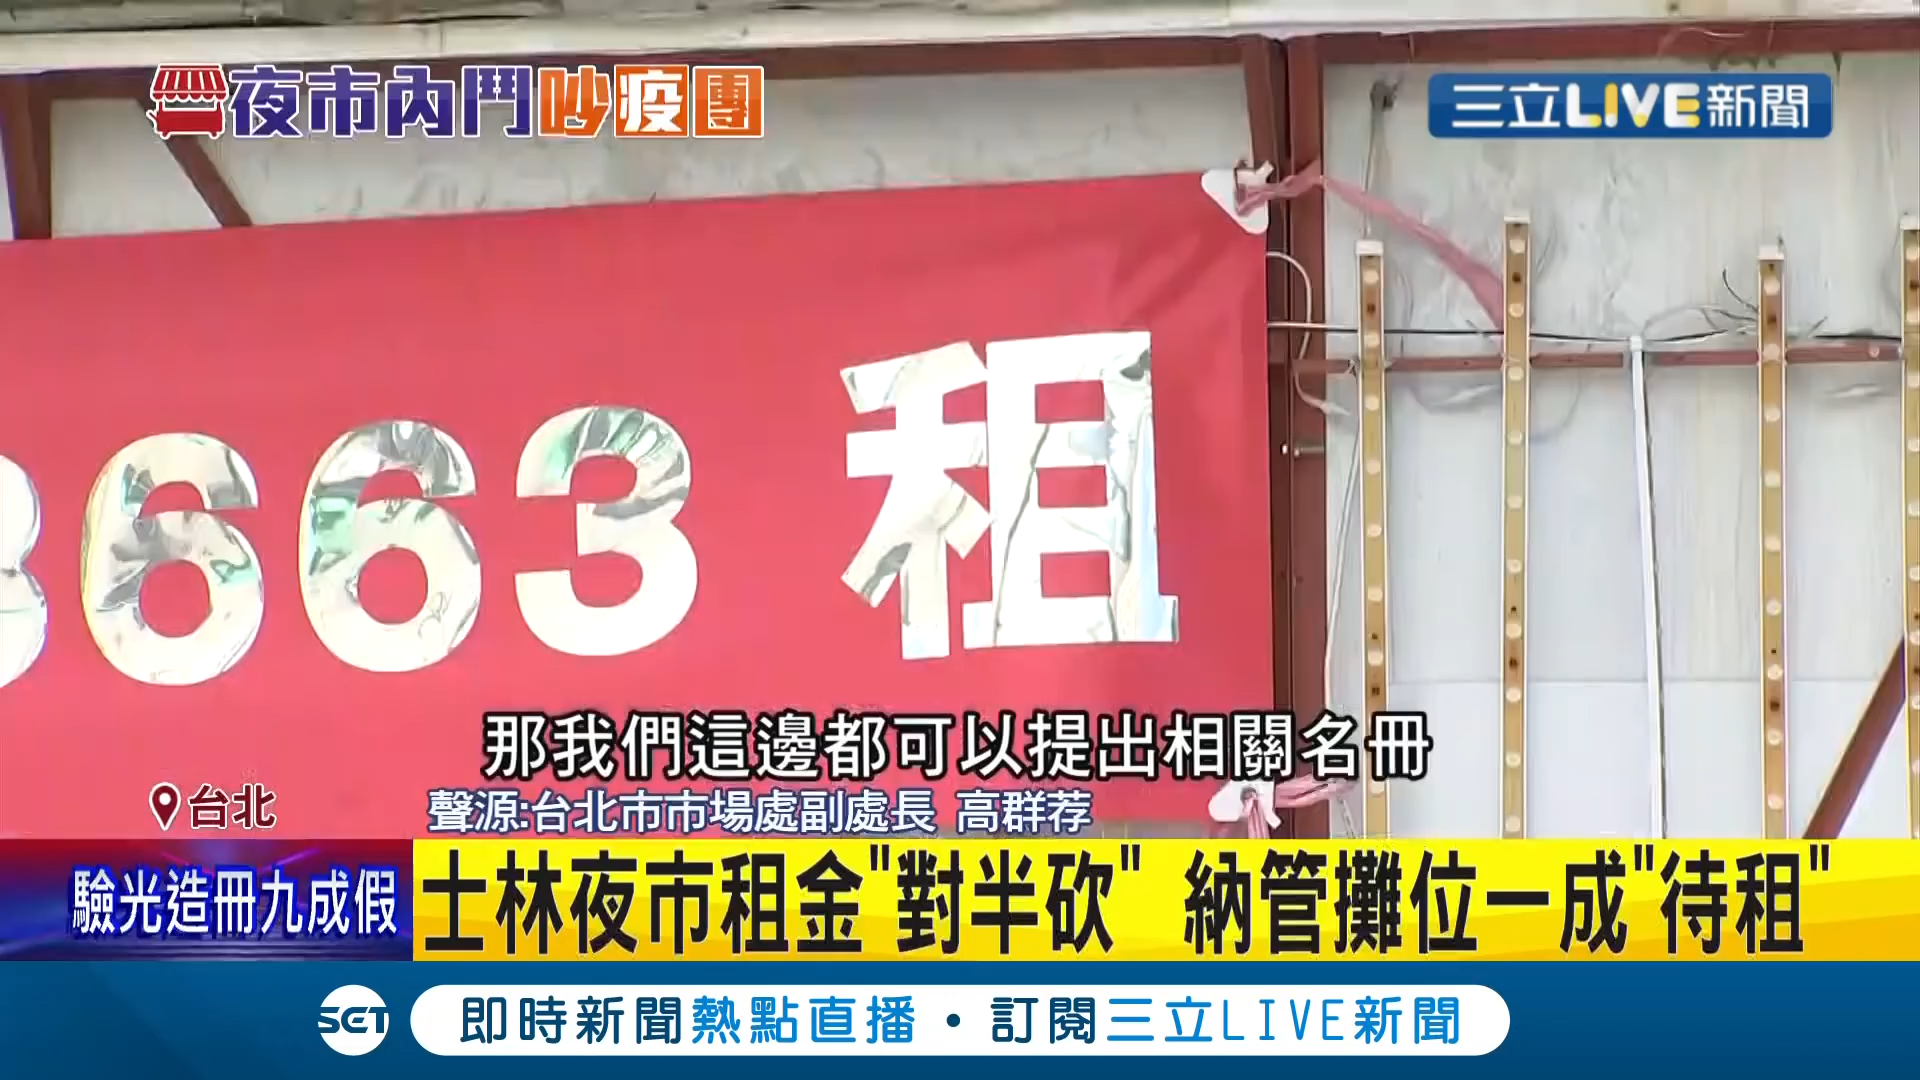 夜市內鬥吵疫團
三立LIVE新聞
3663 租
那我們這邊都可以提出相關名冊
台北
聲源:台北市市場處副處長 高群荐
驗光造冊九成假
士林夜市租金"對半砍" 納管攤位一成"待租"
SET
即時新聞熱點直播・訂閱三立LIVE新聞